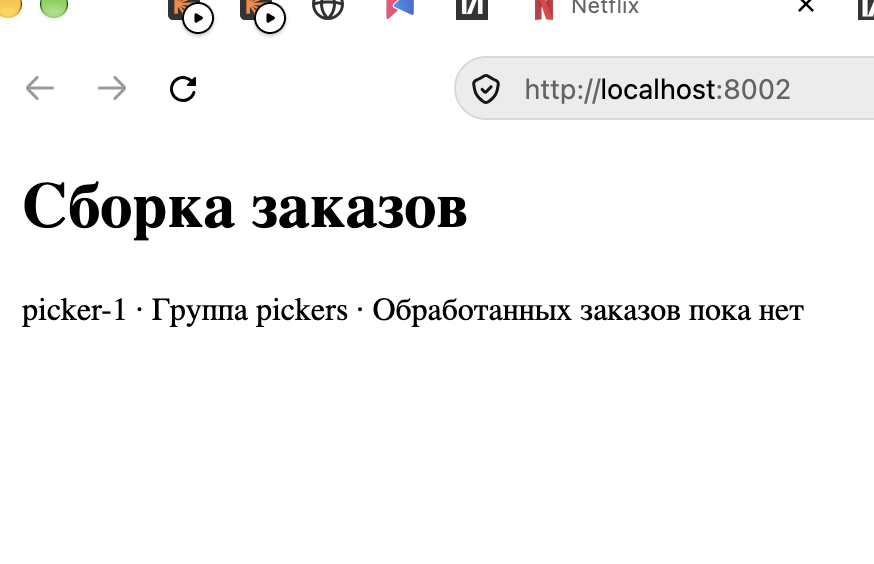 Netflix
http://localhost:8002
Сборка заказов
picker-1 · Группа pickers · Обработанных заказов пока нет